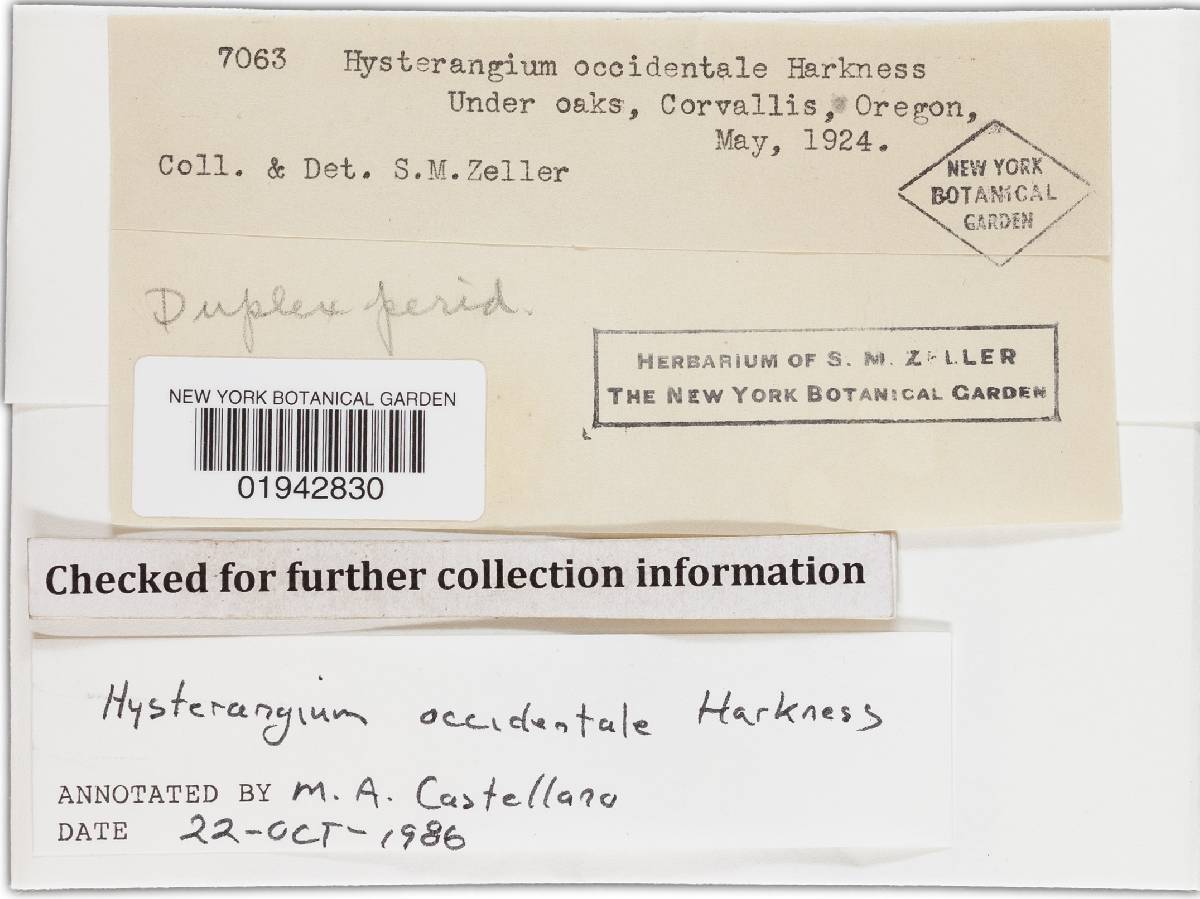 7063 Hysterangium occidentale Harkness
Under oaks, Corvallis, Oregon,
May, 1924.
Coll. & Det. S.M.Zeller
NEW YORK
BOTANICAL
GARDEN
Duplex perid.
HERBARIUM OF S. M. ZELLER
THE NEW YORK BOTANICAL GARDEN
NEW YORK BOTANICAL GARDEN
01942830
Checked for further collection information
Hysterangium occidentale Harkness
ANNOTATED BY M. A. Castellano
DATE 22-OCT-1986